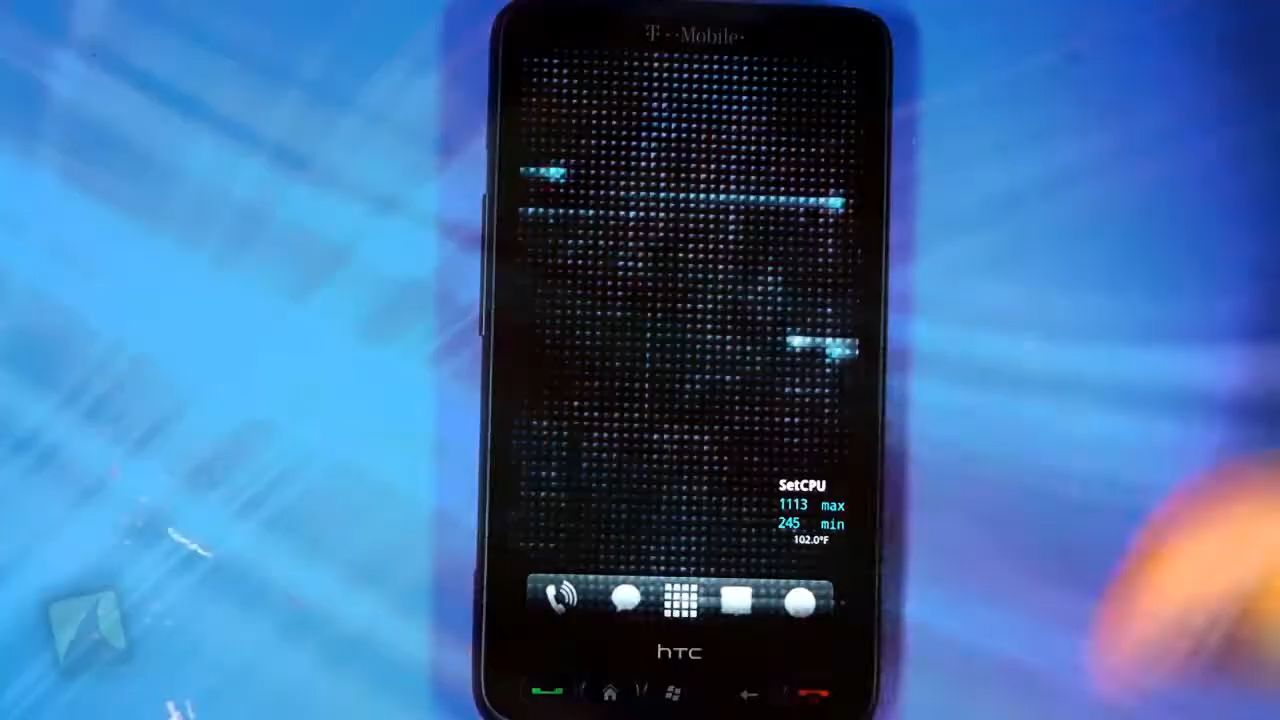 T··Mobile·
SetCPU
1113 max
245 min
102.0°F
hTC